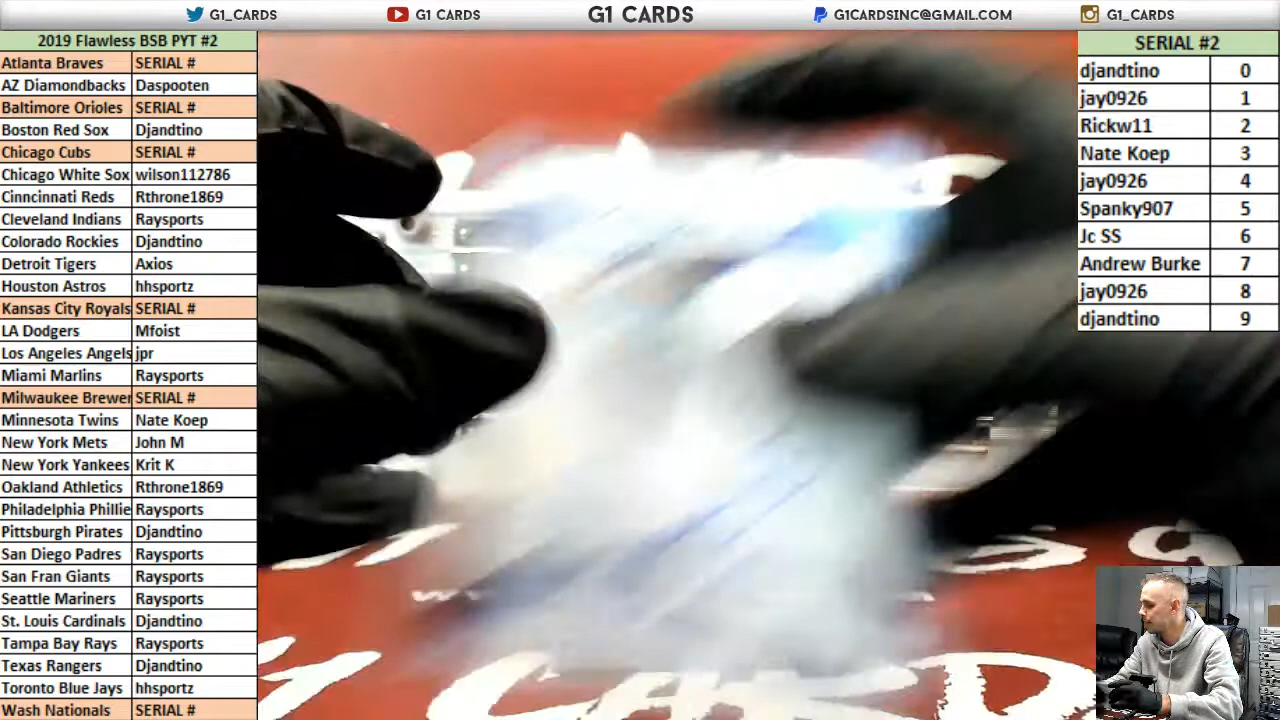 G1_CARDS G1 CARDS G1 CARDS G1CARDSINC@GMAIL.COM G1_CARDS
2019 Flawless BSB PYT #2
Atlanta Braves SERIAL #
AZ Diamondbacks Daspooten
Baltimore Orioles SERIAL #
Boston Red Sox Djandtino
Chicago Cubs SERIAL #
Chicago White Sox wilson112786
Cinncinnati Reds Rthrone1869
Cleveland Indians Raysports
Colorado Rockies Djandtino
Detroit Tigers Axios
Houston Astros hhsportz
Kansas City Royals SERIAL #
LA Dodgers Mfoist
Los Angeles Angels jpr
Miami Marlins Raysports
Milwaukee Brewer SERIAL #
Minnesota Twins Nate Koep
New York Mets John M
New York Yankees Krit K
Oakland Athletics Rthrone1869
Philadelphia Phillie Raysports
Pittsburgh Pirates Djandtino
San Diego Padres Raysports
San Fran Giants Raysports
Seattle Mariners Raysports
St. Louis Cardinals Djandtino
Tampa Bay Rays Raysports
Texas Rangers Djandtino
Toronto Blue Jays hhsportz
Wash Nationals SERIAL #
SERIAL #2
djandtino 0
jay0926 1
Rickw11 2
Nate Koep 3
jay0926 4
Spanky907 5
Jc SS 6
Andrew Burke 7
jay0926 8
djandtino 9